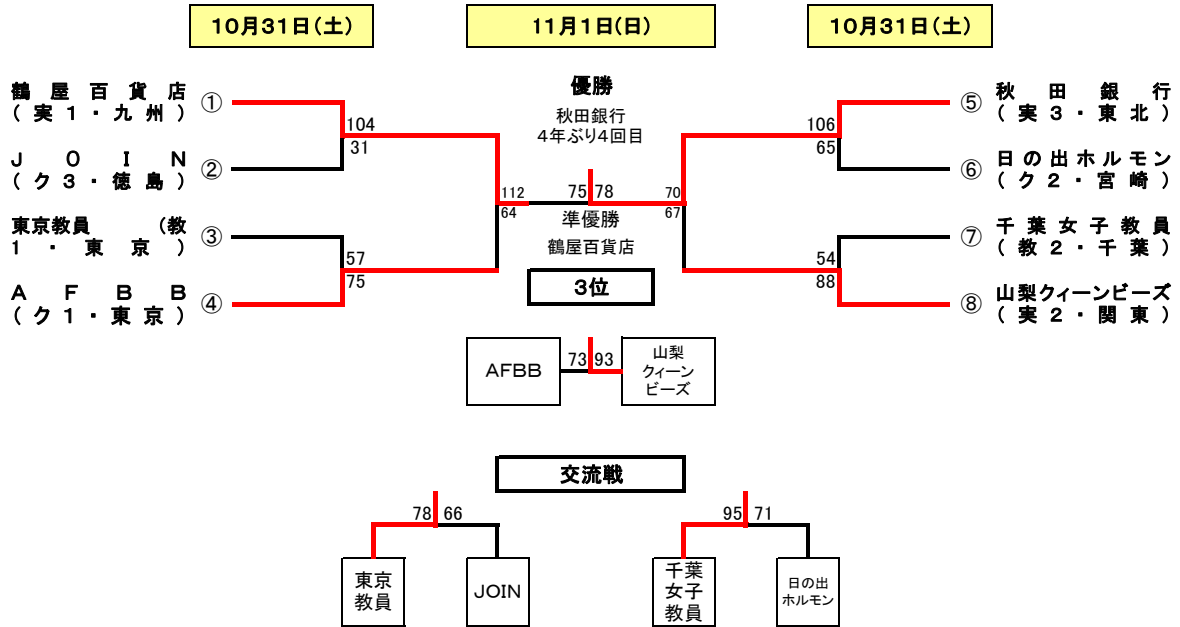 10月31日(土)
11月1日(日)
10月31日(土)
鶴屋百貨店
(実1・九州)
①
JOIN
(ク3・徳島)
②
東京教員 (教
1・東京)
③
AFBB
(ク1・東京)
④
104
31
57
75
112
64
優勝
秋田銀行
4年ぶり4回目
75 78
準優勝
鶴屋百貨店
3位
70
67
106
65
54
88
⑤
秋田銀行
(実3・東北)
⑥
日の出ホルモン
(ク2・宮崎)
⑦
千葉女子教員
(教2・千葉)
⑧
山梨クィーンビーズ
(実2・関東)
AFBB
73 93
山梨
クィーン
ビーズ
交流戦
78 66
東京
教員
JOIN
95 71
千葉
女子
教員
日の出
ホルモン